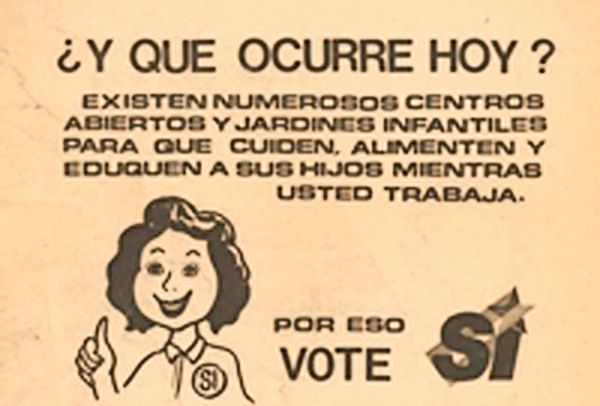 ¿Y QUE OCURRE HOY?
EXISTEN NUMEROSOS CENTROS
ABIERTOS Y JARDINES INFANTILES
PARA QUE CUIDEN, ALIMENTEN Y
EDUQUEN A SUS HIJOS MIENTRAS
USTED TRABAJA.
SI
POR ESO
VOTE SI